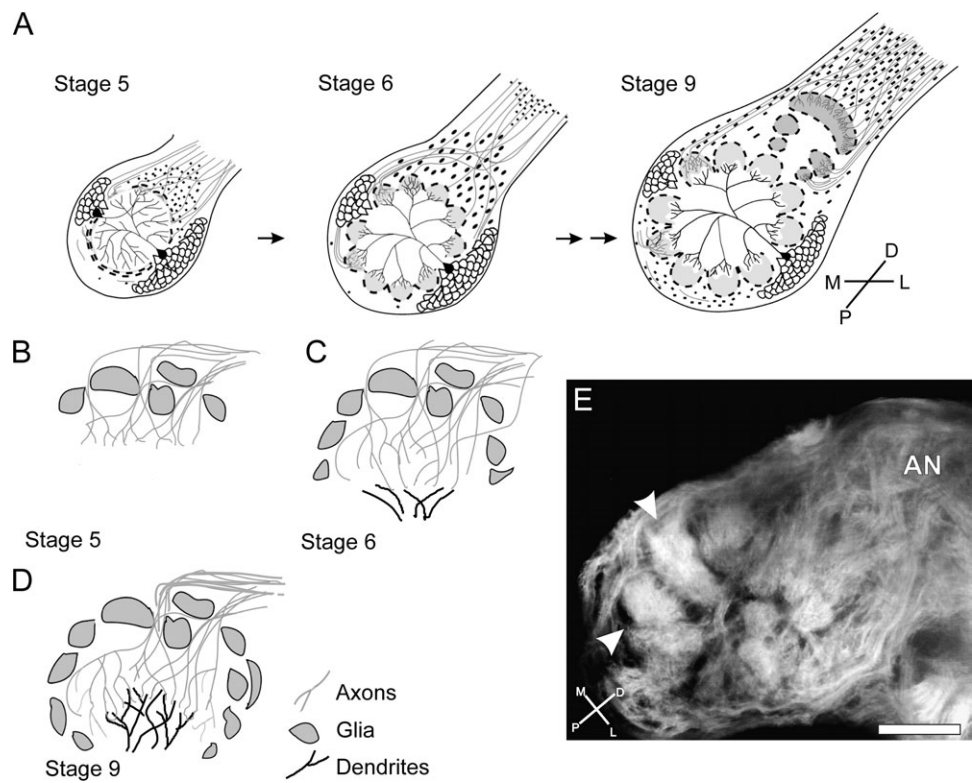 A
Stage 5
Stage 6
Stage 9
D
M
L
P
B
C
E
AN
Stage 5
Stage 6
D
Axons
Glia
Dendrites
Stage 9
M
D
P
L